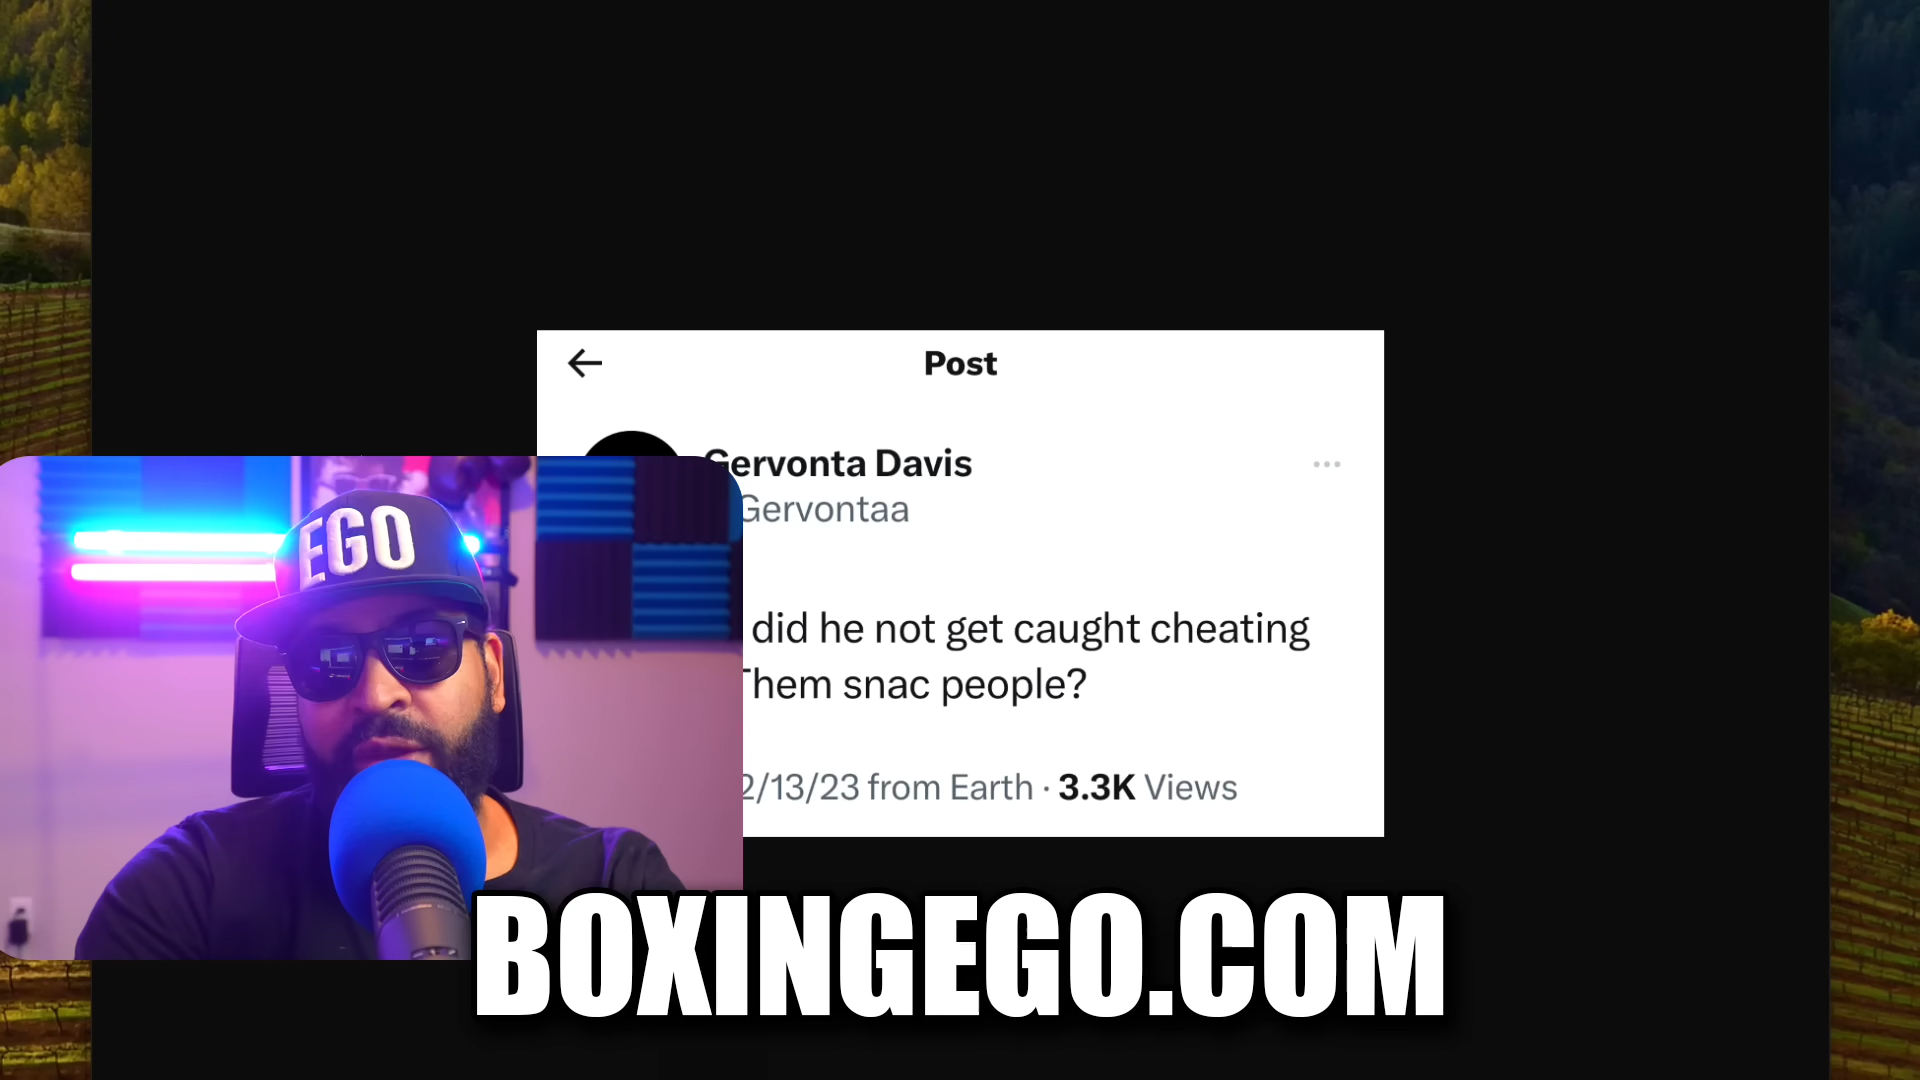 Post
Gervonta Davis
Gervontaa
did he not get caught cheating
Them snac people?
2/13/23 from Earth · 3.3K Views
EGO
BOXINGEGO.COM